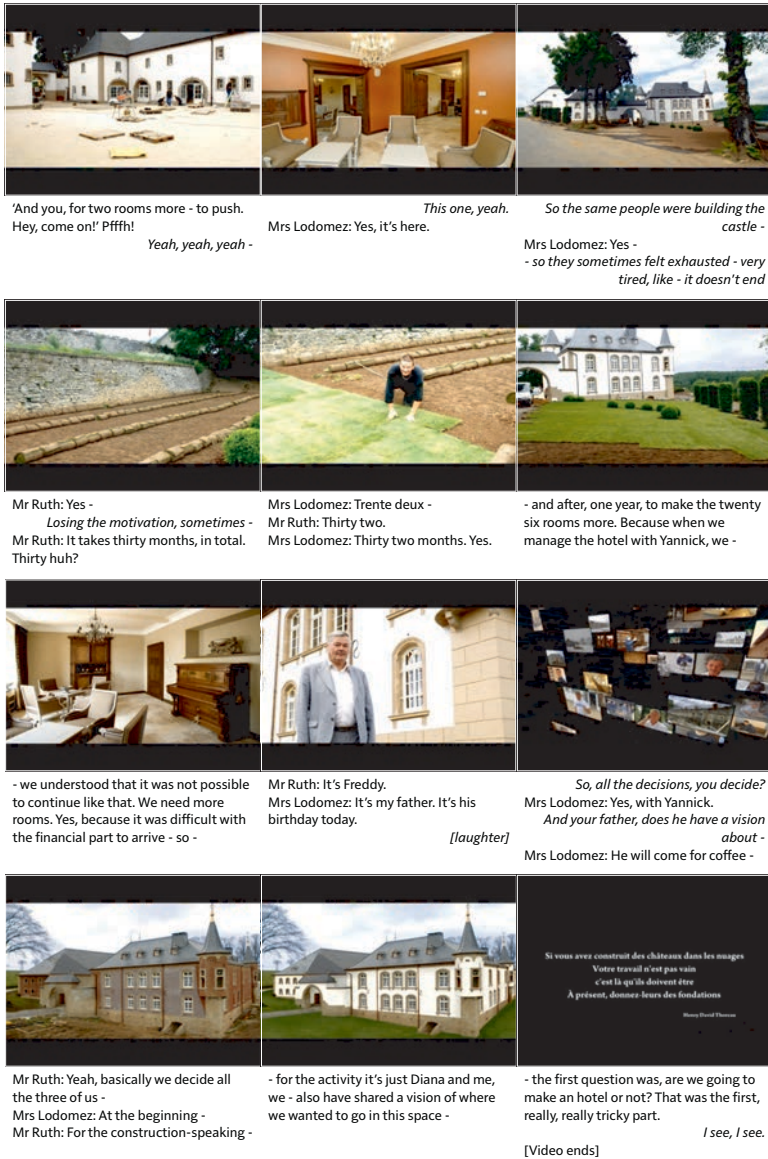 ‘And you, for two rooms more - to push.
Hey, come on!’ Pffffh!
Yeah, yeah, yeah -
This one, yeah.
Mrs Lodomez: Yes, it’s here.
So the same people were building the
castle -
Mrs Lodomez: Yes -
- so they sometimes felt exhausted - very
tired, like - it doesn't end
Mr Ruth: Yes -
Losing the motivation, sometimes -
Mr Ruth: It takes thirty months, in total.
Thirty huh?
Mrs Lodomez: Trente deux -
Mr Ruth: Thirty two.
Mrs Lodomez: Thirty two months. Yes.
- and after, one year, to make the twenty
six rooms more. Because when we
manage the hotel with Yannick, we -
- we understood that it was not possible
to continue like that. We need more
rooms. Yes, because it was difficult with
the financial part to arrive - so -
Mr Ruth: It’s Freddy.
Mrs Lodomez: It’s my father. It’s his
birthday today.
[laughter]
So, all the decisions, you decide?
Mrs Lodomez: Yes, with Yannick.
And your father, does he have a vision
about -
Mrs Lodomez: He will come for coffee -
Mr Ruth: Yeah, basically we decide all
the three of us -
Mrs Lodomez: At the beginning -
Mr Ruth: For the construction-speaking -
- for the activity it’s just Diana and me,
we - also have shared a vision of where
we wanted to go in this space -
Si vous avez construit des châteaux dans les nuages
Votre travail n'est pas vain
c'est là qu'ils doivent être
À présent, donnez-leurs des fondations
Henry David Thoreau
- the first question was, are we going to
make an hotel or not? That was the first,
really, really tricky part.
I see, I see.
[Video ends]